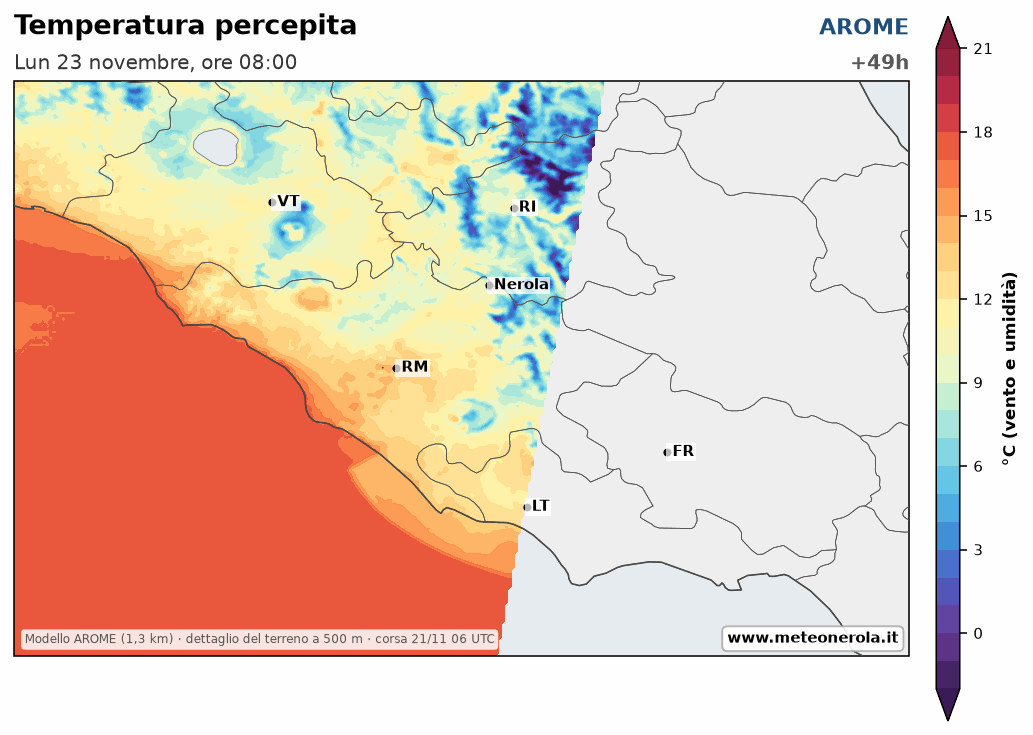 Temperatura percepita
AROME
Lun 23 novembre, ore 08:00
+49h
VT
RI
Nerola
RM
FR
LT
Modello AROME (1,3 km) · dettaglio del terreno a 500 m · corsa 21/11 06 UTC
www.meteonerola.it
21
18
15
12
9
6
3
0
°C (vento e umidità)